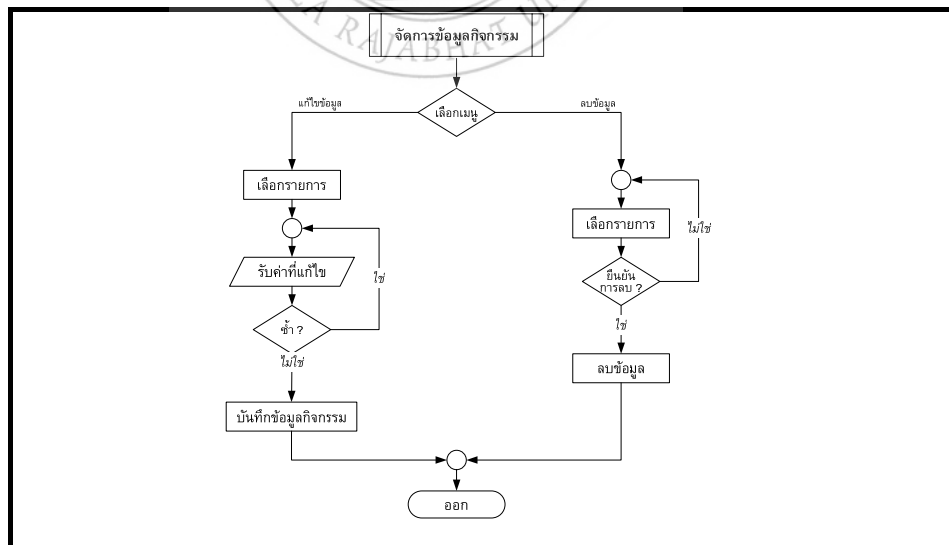 LA RAJABHAT U
จัดการข้อมูลกิจกรรม
แก้ไขข้อมูล
เลือกเมนู
ลบข้อมูล
เลือกรายการ
รับค่าที่แก้ไข
ใช่
ซ้ำ ?
ไม่ใช่
บันทึกข้อมูลกิจกรรม
เลือกรายการ
ไม่ใช่
ยืนยัน
การลบ ?
ใช่
ลบข้อมูล
ออก